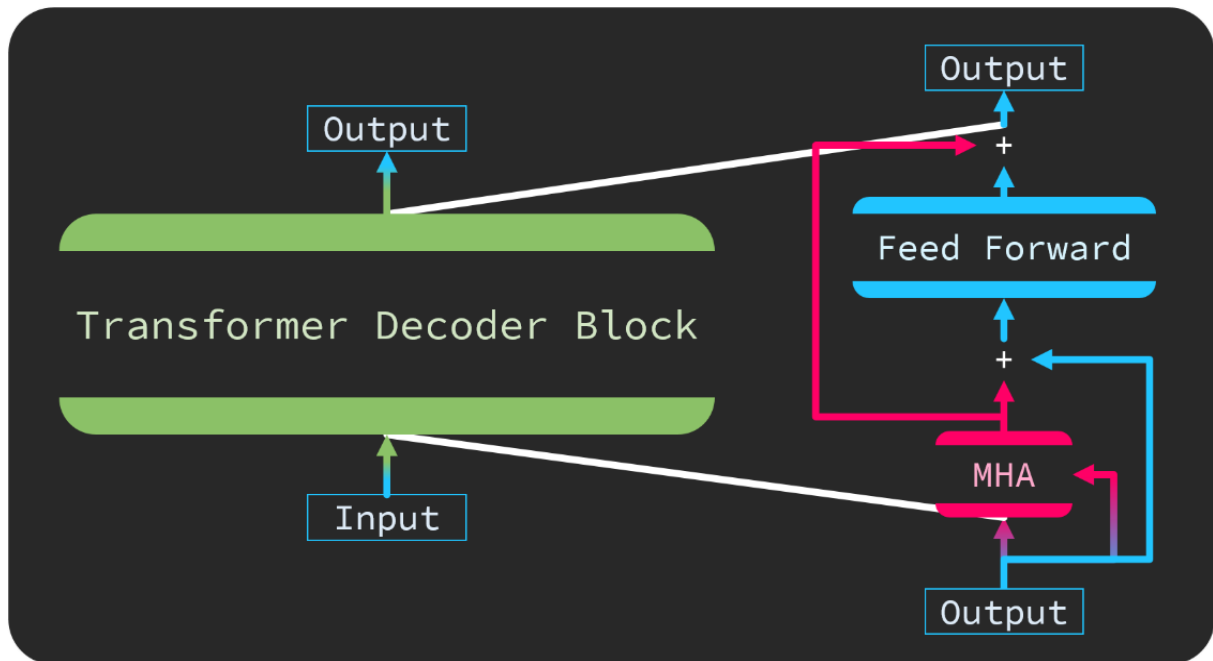 Output
Transformer Decoder Block
Input
Output
+
Feed Forward
+
MHA
Output